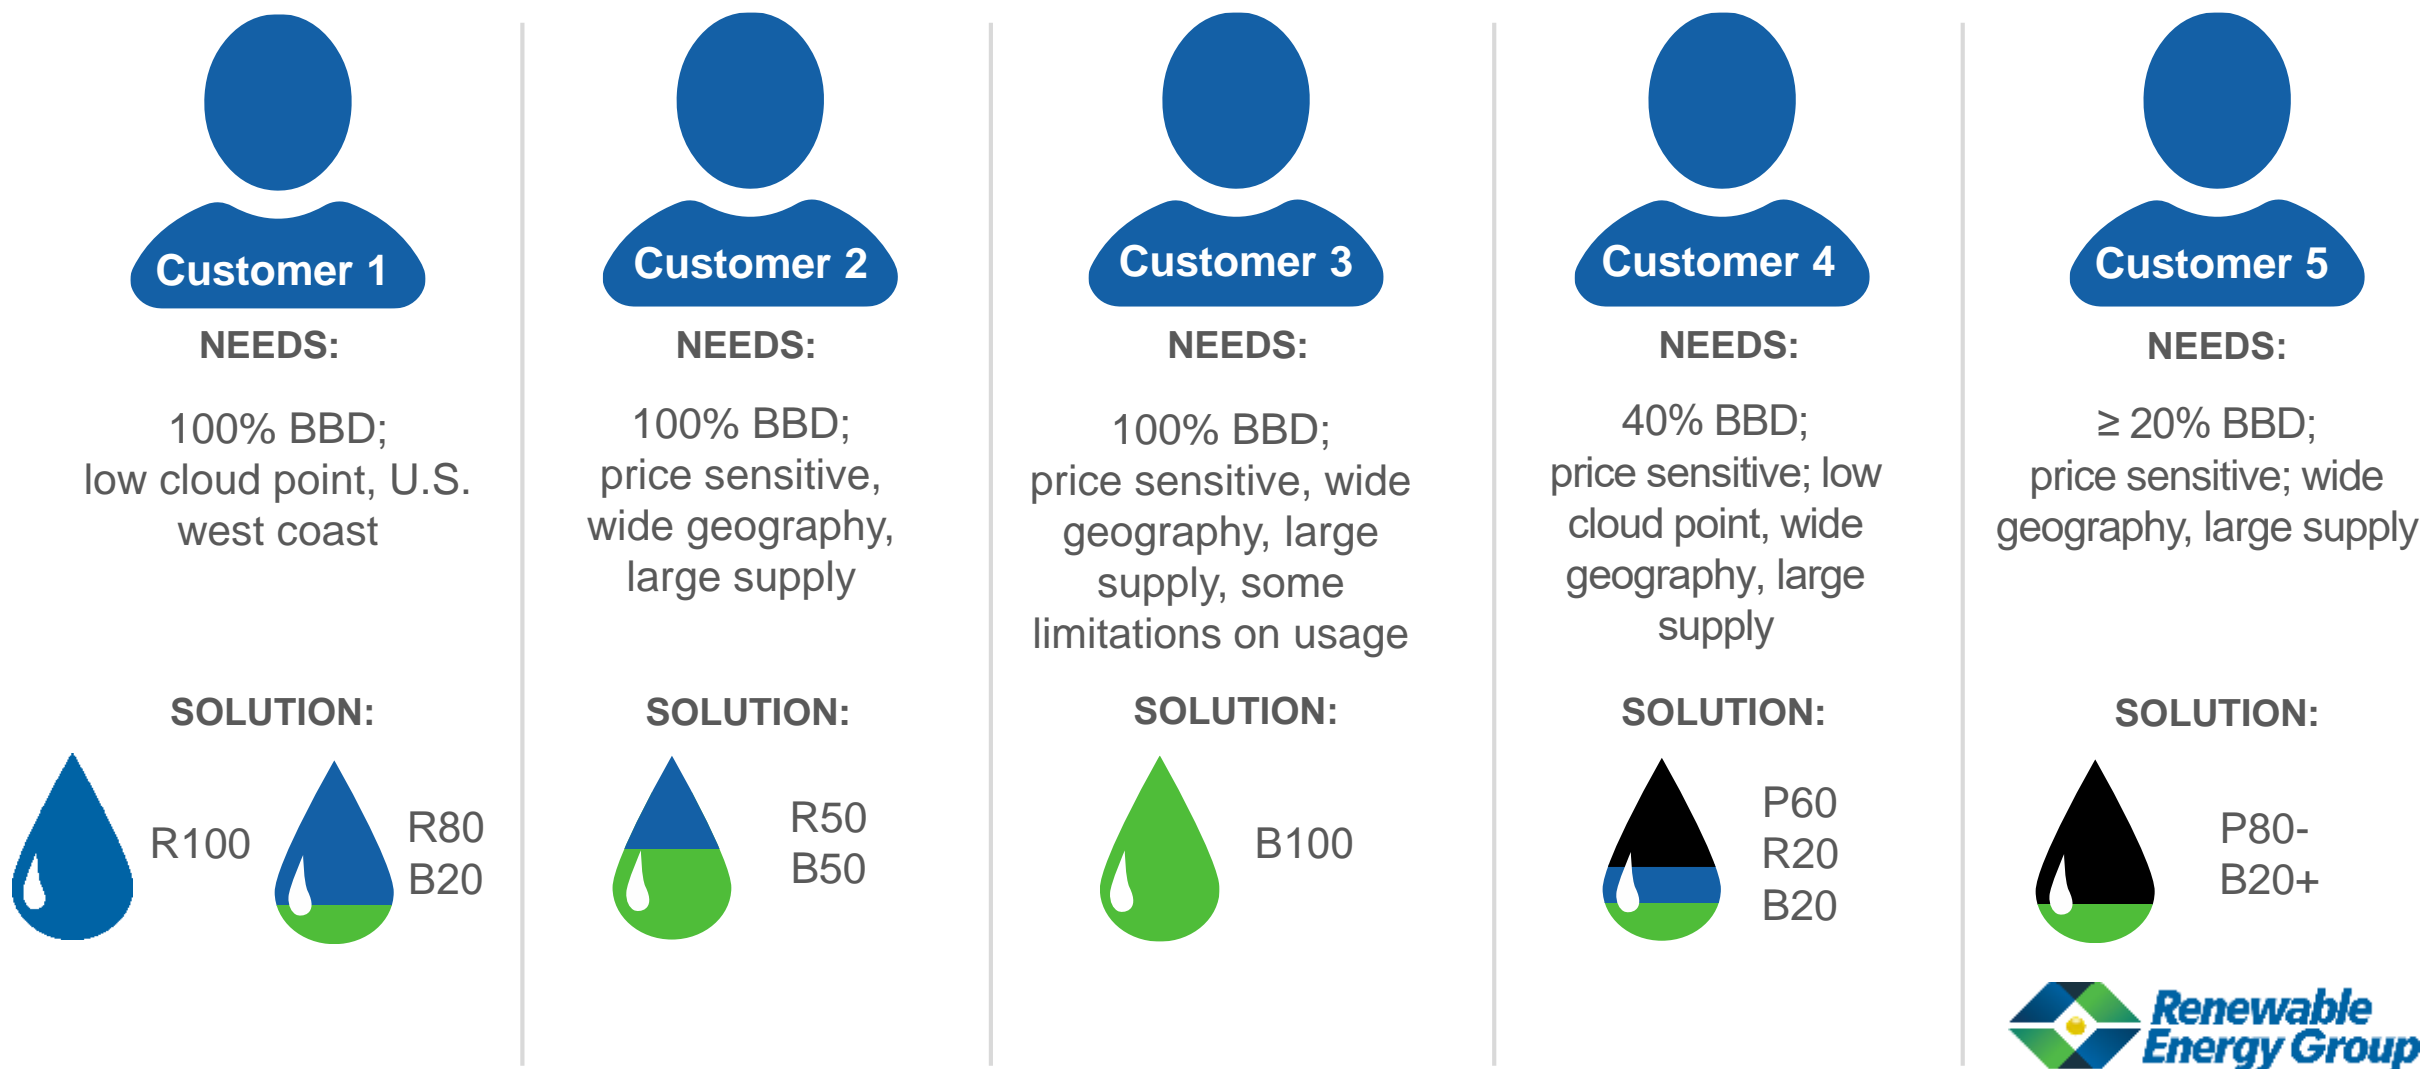 Customer 1
NEEDS:
100% BBD;
low cloud point, U.S.
west coast
SOLUTION:
R100
R80
B20
Customer 2
NEEDS:
100% BBD;
price sensitive,
wide geography,
large supply
SOLUTION:
R50
B50
Customer 3
NEEDS:
100% BBD;
price sensitive, wide
geography, large
supply, some
limitations on usage
SOLUTION:
B100
Customer 4
NEEDS:
40% BBD;
price sensitive; low
cloud point, wide
geography, large
supply
SOLUTION:
P60
R20
B20
Customer 5
NEEDS:
≥ 20% BBD;
price sensitive; wide
geography, large supply
SOLUTION:
P80-
B20+
Renewable
Energy Group